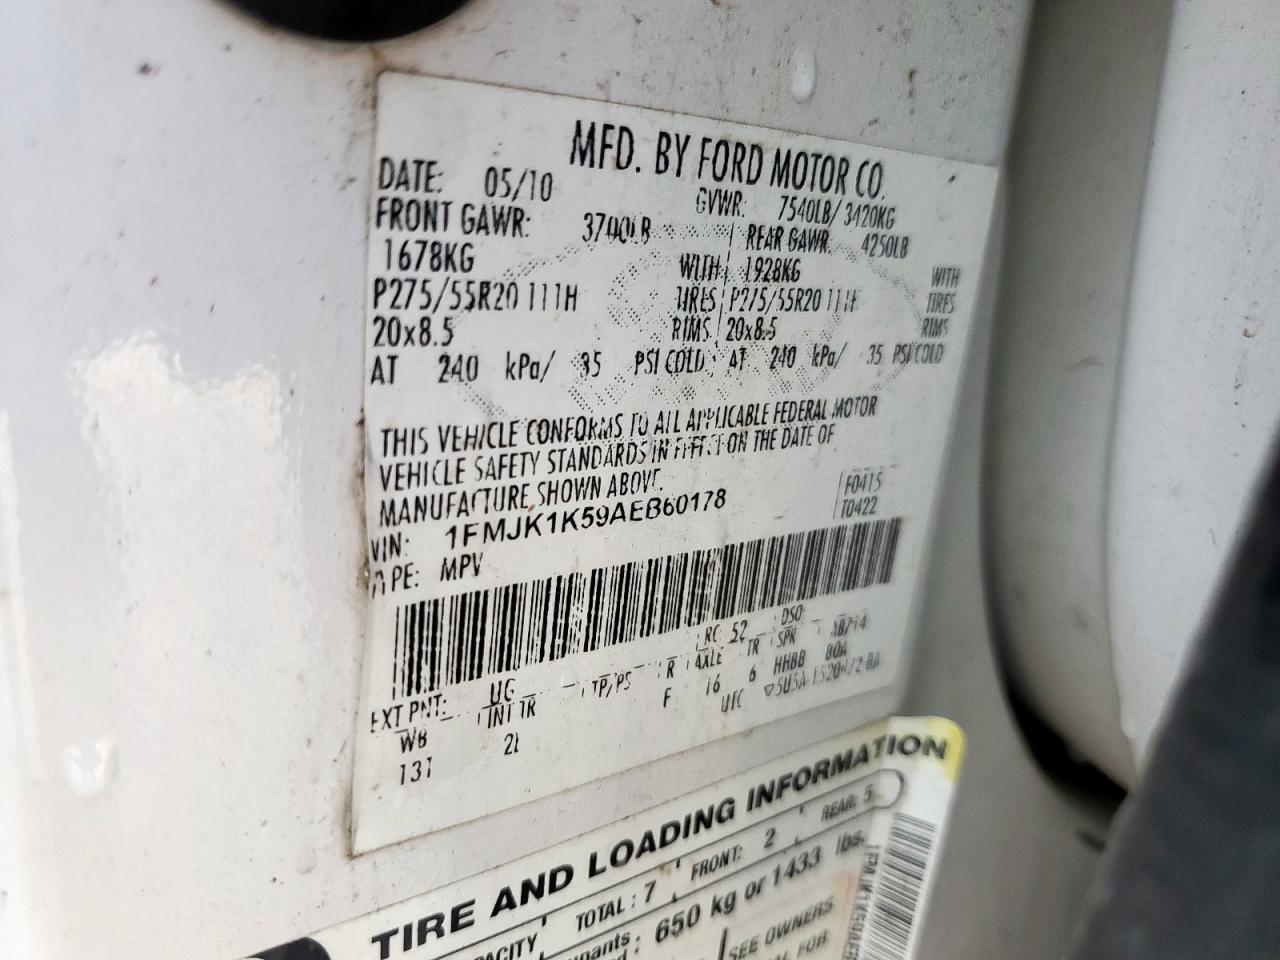 MFD. BY FORD MOTOR CO.
DATE: 05/10 GVWR: 7540LB/ 3420KG
FRONT GAWR: 3700LB REAR GAWR: 4250LB
1678KG WITH 1928KG WITH
P275/55R20 111H TIRES P275/55R20 111H TIRES
20x8.5 RIMS 20x8.5 RIMS
AT 240 kPa/ 35 PSI COLD AT 240 kPa/ 35 PSI COLD
THIS VEHICLE CONFORMS TO ALL APPLICABLE FEDERAL MOTOR
VEHICLE SAFETY STANDARDS IN EFFECT ON THE DATE OF
MANUFACTURE SHOWN ABOVE.
VIN: 1FMJK1K59AEB60178 F0415
T0422
TYPE: MPV
EXT PNT: UG RC: 52 DSO:
WB INT TR TP/PS R AXLE TR SPR
131 2L F 16 6 HHBB
UTC
TIRE AND LOADING INFORMATION
TOTAL: 7 FRONT: 2 REAR: 5
650 kg or 1433 lbs.
SEE OWNERS
FOR